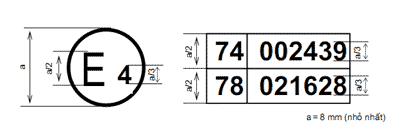 a
a/2
E 4
a/3
a/2
74 002439
a/3
a/2
78 021628
a/3
a = 8 mm (nhỏ nhất)